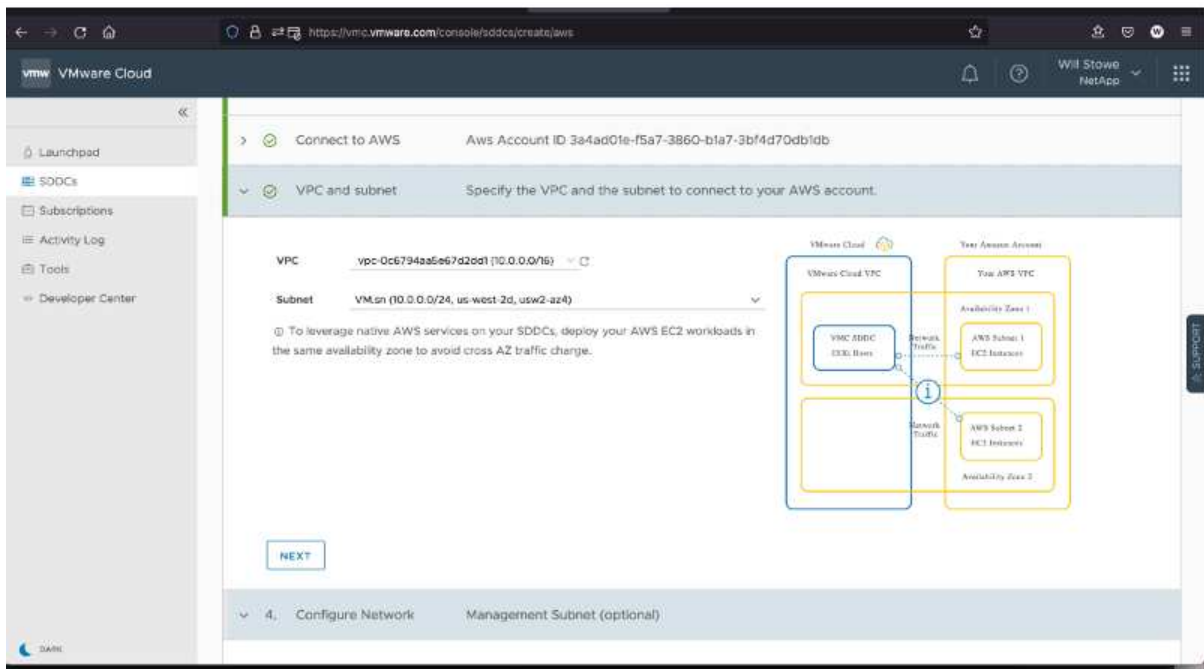 https://vmc.vmware.com/console/sddcs/create/aws
vmw VMware Cloud
Will Stowe
NetApp
Launchpad
SDDCs
Subscriptions
Activity Log
Tools
Developer Center
DARK
Connect to AWS Aws Account ID 3a4ad01e-f5a7-3860-b1a7-3bf4d70db1db
VPC and subnet Specify the VPC and the subnet to connect to your AWS account.
VPC vpc-0c6794aa5e67d2dd1 (10.0.0.0/16)
Subnet VM.sn (10.0.0.0/24, us-west-2d, usw2-az4)
To leverage native AWS services on your SDDCs, deploy your AWS EC2 workloads in
the same availability zone to avoid cross AZ traffic charge.
VMware Cloud
Your Amazon Account
VMware Cloud VPC
Your AWS VPC
Availability Zone 1
VMC SDDC
ESXi Hosts
Network
Traffic
AWS Subnet 1
EC2 Instances
Network
Traffic
AWS Subnet 2
EC2 Instances
Availability Zone 2
NEXT
4. Configure Network Management Subnet (optional)
SUPPORT